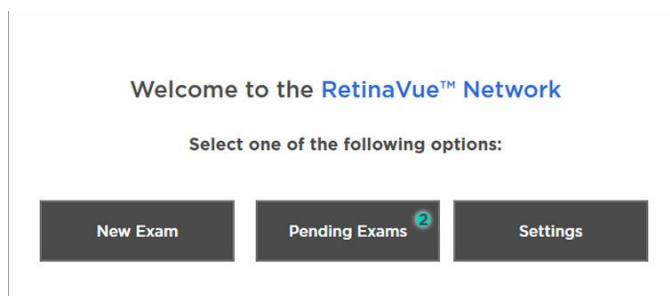 Welcome to the RetinaVue™ Network
Select one of the following options:
New Exam
Pending Exams 2
Settings